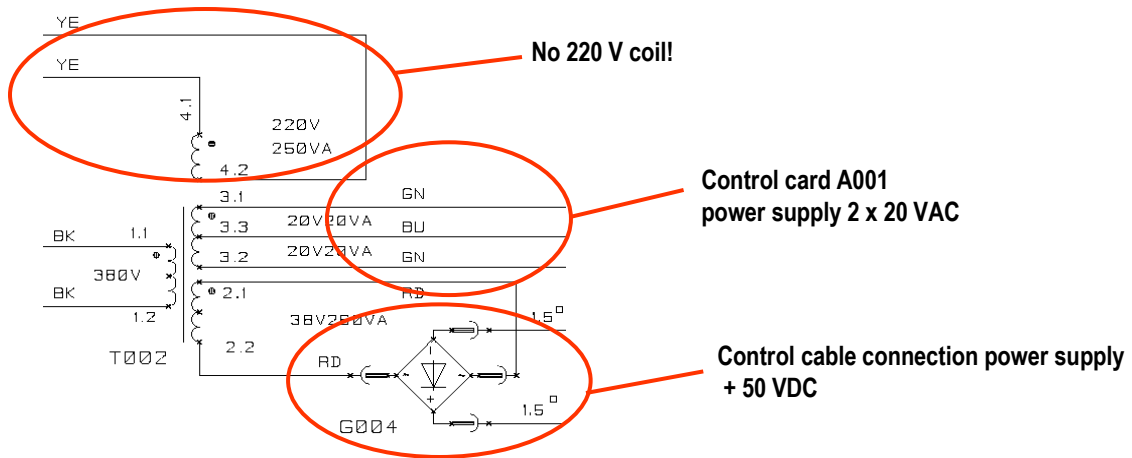 YE
No 220 V coil!
YE
4.1
220V
250VA
4.2
3.1
GN
Control card A001
power supply 2 x 20 VAC
20V20VA
3.3
BU
BK
1.1
20V20VA
3.2
GN
380V
BK
2.1
RD
1.2
38V250VA
1.5
T002
2.2
RD
Control cable connection power supply
+ 50 VDC
~
-
~
+
1.5
G004